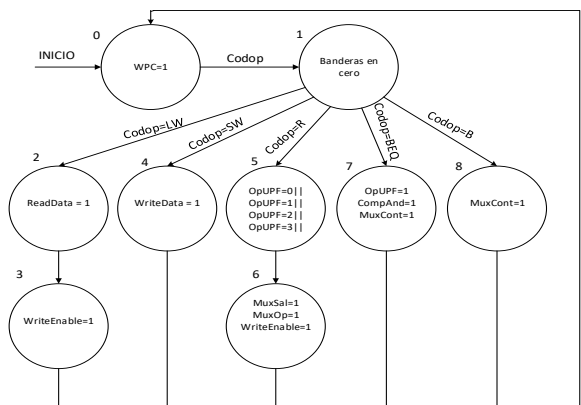 0
1
INICIO
WPC=1
Codop
Banderas en
cero
Codop=LW
Codop=SW
Codop=R
Codop=BEQ
Codop=B
2
4
5
7
8
ReadData = 1
WriteData = 1
OpUPF=0||
OpUPF=1||
OpUPF=2||
OpUPF=3||
OpUPF=1
CompAnd=1
MuxCont=1
MuxCont=1
3
6
WriteEnable=1
MuxSal=1
MuxOp=1
WriteEnable=1